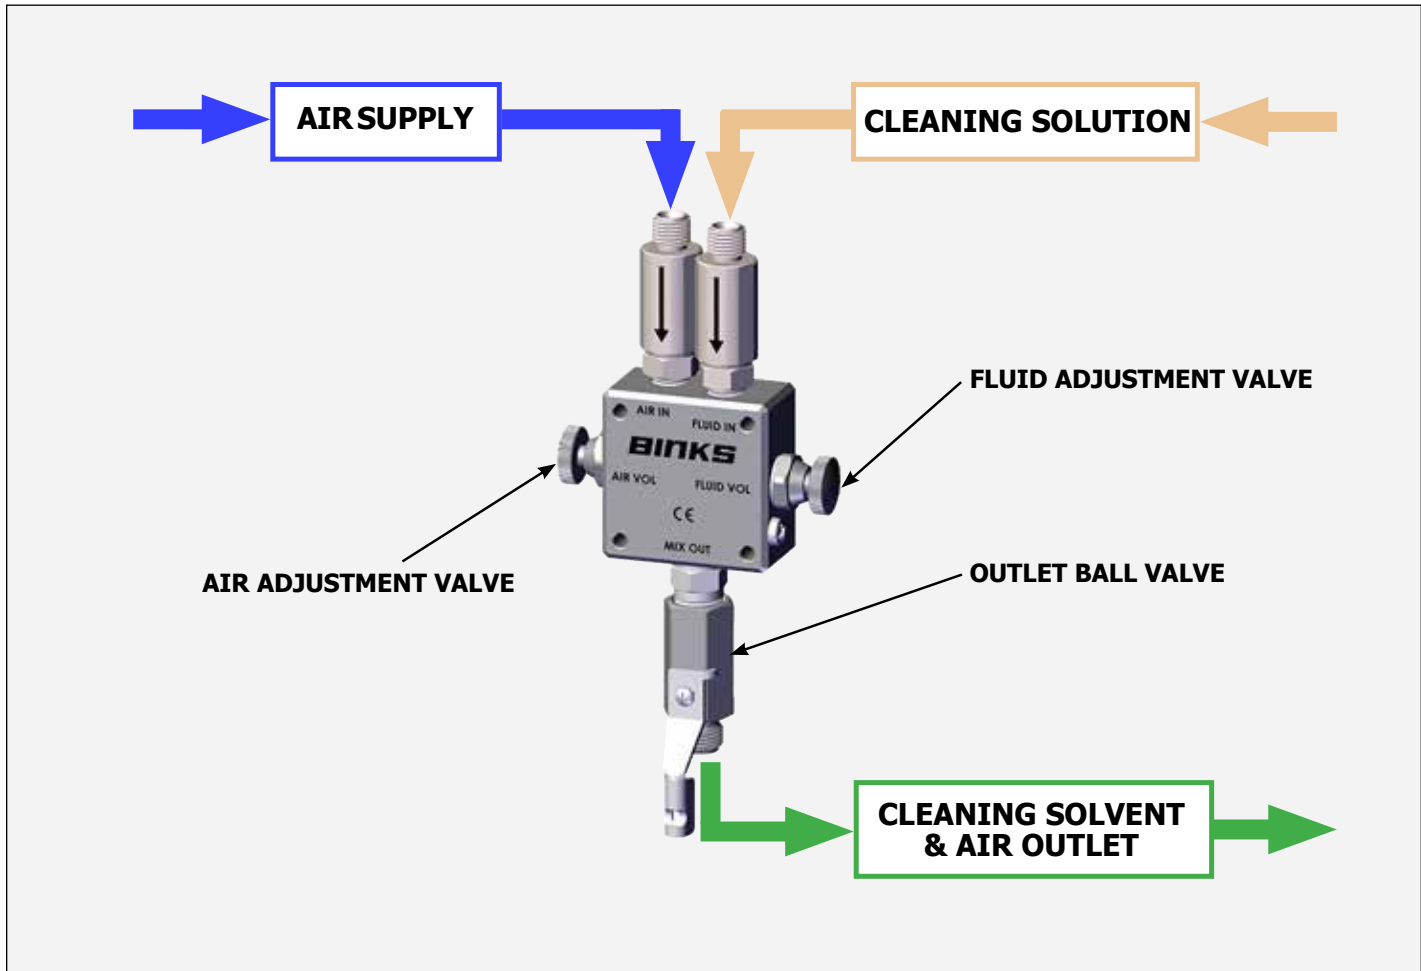 AIR SUPPLY
CLEANING SOLUTION
FLUID ADJUSTMENT VALVE
AIR IN
FLUID IN
BINKS
AIR VOL
FLUID VOL
CE
MIX OUT
AIR ADJUSTMENT VALVE
OUTLET BALL VALVE
CLEANING SOLVENT
& AIR OUTLET